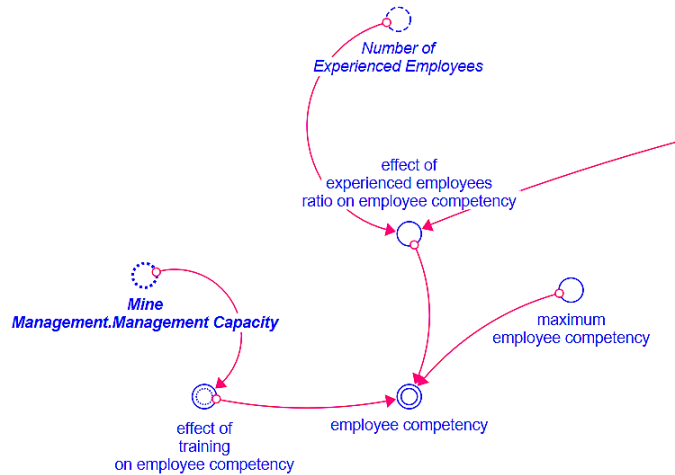 Number of
Experienced Employees
effect of
experienced employees
ratio on employee competency
Mine
Management.Management Capacity
maximum
employee competency
effect of
training
on employee competency
employee competency